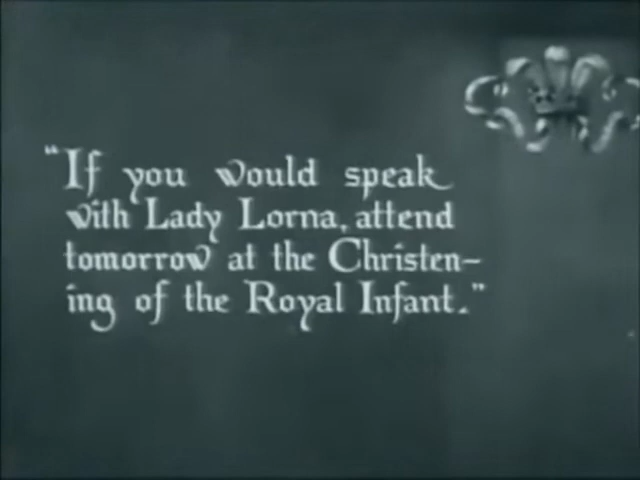 "If you would speak
with Lady Lorna, attend
tomorrow at the Christen-
ing of the Royal Infant."